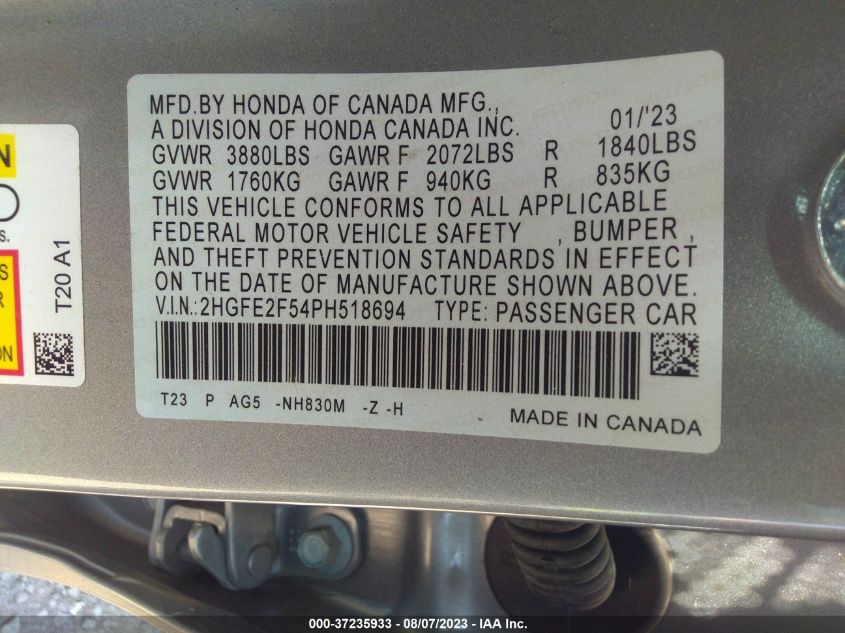 MFD.BY HONDA OF CANADA MFG.,
A DIVISION OF HONDA CANADA INC. 01/'23
GVWR 3880LBS GAWR F 2072LBS R 1840LBS
GVWR 1760KG GAWR F 940KG R 835KG
THIS VEHICLE CONFORMS TO ALL APPLICABLE
FEDERAL MOTOR VEHICLE SAFETY , BUMPER ,
AND THEFT PREVENTION STANDARDS IN EFFECT
ON THE DATE OF MANUFACTURE SHOWN ABOVE.
V.I.N.:2HGFE2F54PH518694 TYPE: PASSENGER CAR
T23 P AG5 -NH830M -Z -H
MADE IN CANADA
T20 A1
000-37235933 - 08/07/2023 - IAA Inc.